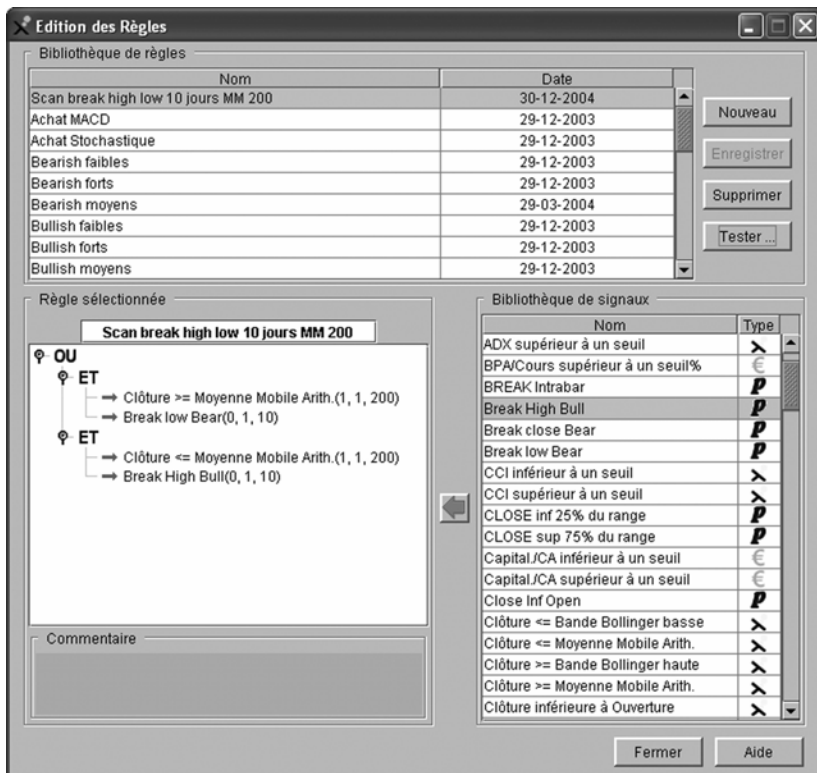 Edition des Règles
Bibliothèque de règles
Nom Date
Scan break high low 10 jours MM 200 30-12-2004
Achat MACD 29-12-2003
Achat Stochastique 29-12-2003
Bearish faibles 29-12-2003
Bearish forts 29-12-2003
Bearish moyens 29-03-2004
Bullish faibles 29-12-2003
Bullish forts 29-12-2003
Bullish moyens 29-12-2003
Nouveau
Enregistrer
Supprimer
Tester ...
Règle sélectionnée
Scan break high low 10 jours MM 200
OU
ET
Clôture >= Moyenne Mobile Arith.(1, 1, 200)
Break low Bear(0, 1, 10)
ET
Clôture <= Moyenne Mobile Arith.(1, 1, 200)
Break High Bull(0, 1, 10)
Commentaire
Bibliothèque de signaux
Nom Type
ADX supérieur à un seuil
BPA/Cours supérieur à un seuil% €
BREAK Intrabar P
Break High Bull P
Break close Bear P
Break low Bear P
CCI inférieur à un seuil
CCI supérieur à un seuil
CLOSE inf 25% du range P
CLOSE sup 75% du range P
Capital./CA inférieur à un seuil €
Capital./CA supérieur à un seuil €
Close Inf Open P
Clôture <= Bande Bollinger basse
Clôture <= Moyenne Mobile Arith.
Clôture >= Bande Bollinger haute
Clôture >= Moyenne Mobile Arith.
Clôture inférieure à Ouverture
Fermer
Aide